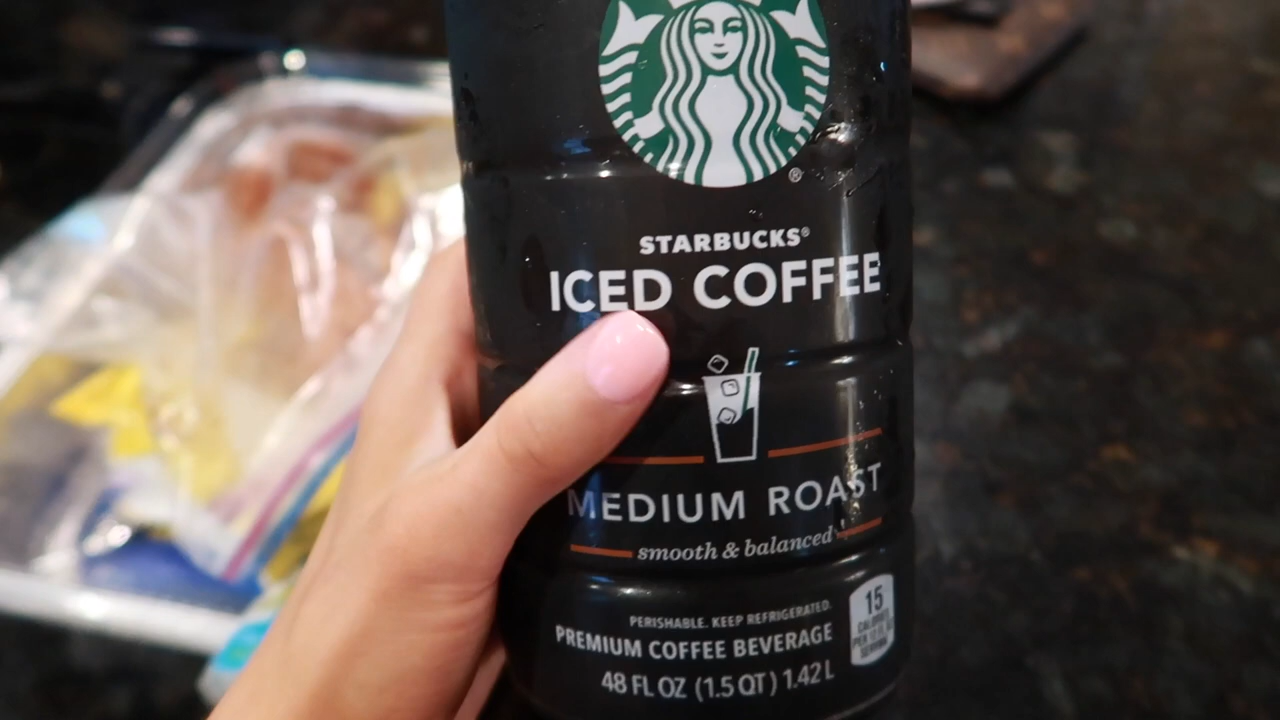 ®
STARBUCKS®
ICED COFFEE
MEDIUM ROAST
smooth & balanced
PERISHABLE. KEEP REFRIGERATED.
PREMIUM COFFEE BEVERAGE
48 FL OZ (1.5 QT) 1.42 L
15
CALORIES